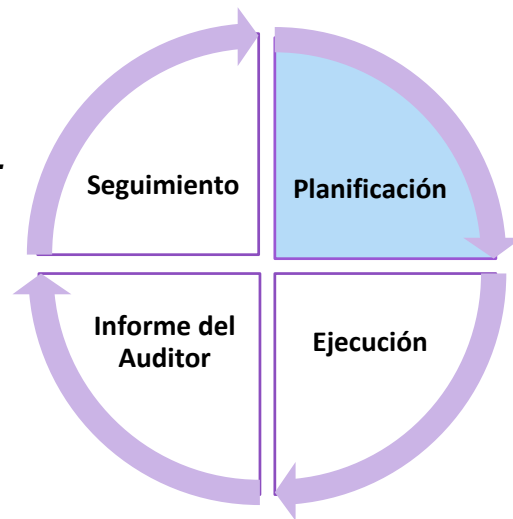 Seguimiento
Planificación
Informe del
Auditor
Ejecución